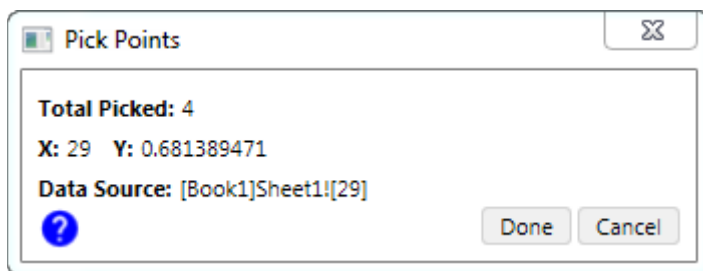 Pick Points
Total Picked: 4
X: 29 Y: 0.681389471
Data Source: [Book1]Sheet1![29]
?
Done Cancel